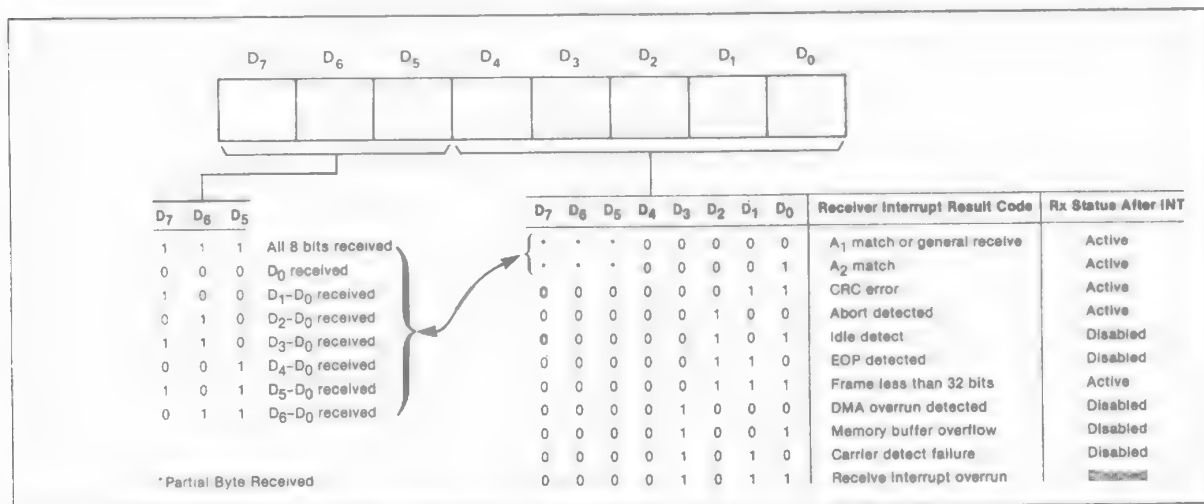 D7 D6 D5 D4 D3 D2 D1 D0
D7 D6 D5
1 1 1 All 8 bits received
0 0 0 D0 received
1 0 0 D1-D0 received
0 1 0 D2-D0 received
1 1 0 D3-D0 received
0 0 1 D4-D0 received
1 0 1 D5-D0 received
0 1 1 D6-D0 received
*Partial Byte Received
D7 D6 D5 D4 D3 D2 D1 D0 Receiver Interrupt Result Code Rx Status After INT
* * * 0 0 0 0 0 A1 match or general receive Active
* * * 0 0 0 0 1 A2 match Active
0 0 0 0 0 0 1 1 CRC error Active
0 0 0 0 0 1 0 0 Abort detected Active
0 0 0 0 0 1 0 1 Idle detect Disabled
0 0 0 0 0 1 1 0 EOP detected Disabled
0 0 0 0 0 1 1 1 Frame less than 32 bits Active
0 0 0 0 1 0 0 0 DMA overrun detected Disabled
0 0 0 0 1 0 0 1 Memory buffer overflow Disabled
0 0 0 0 1 0 1 0 Carrier detect failure Disabled
0 0 0 0 1 0 1 1 Receive interrupt overrun